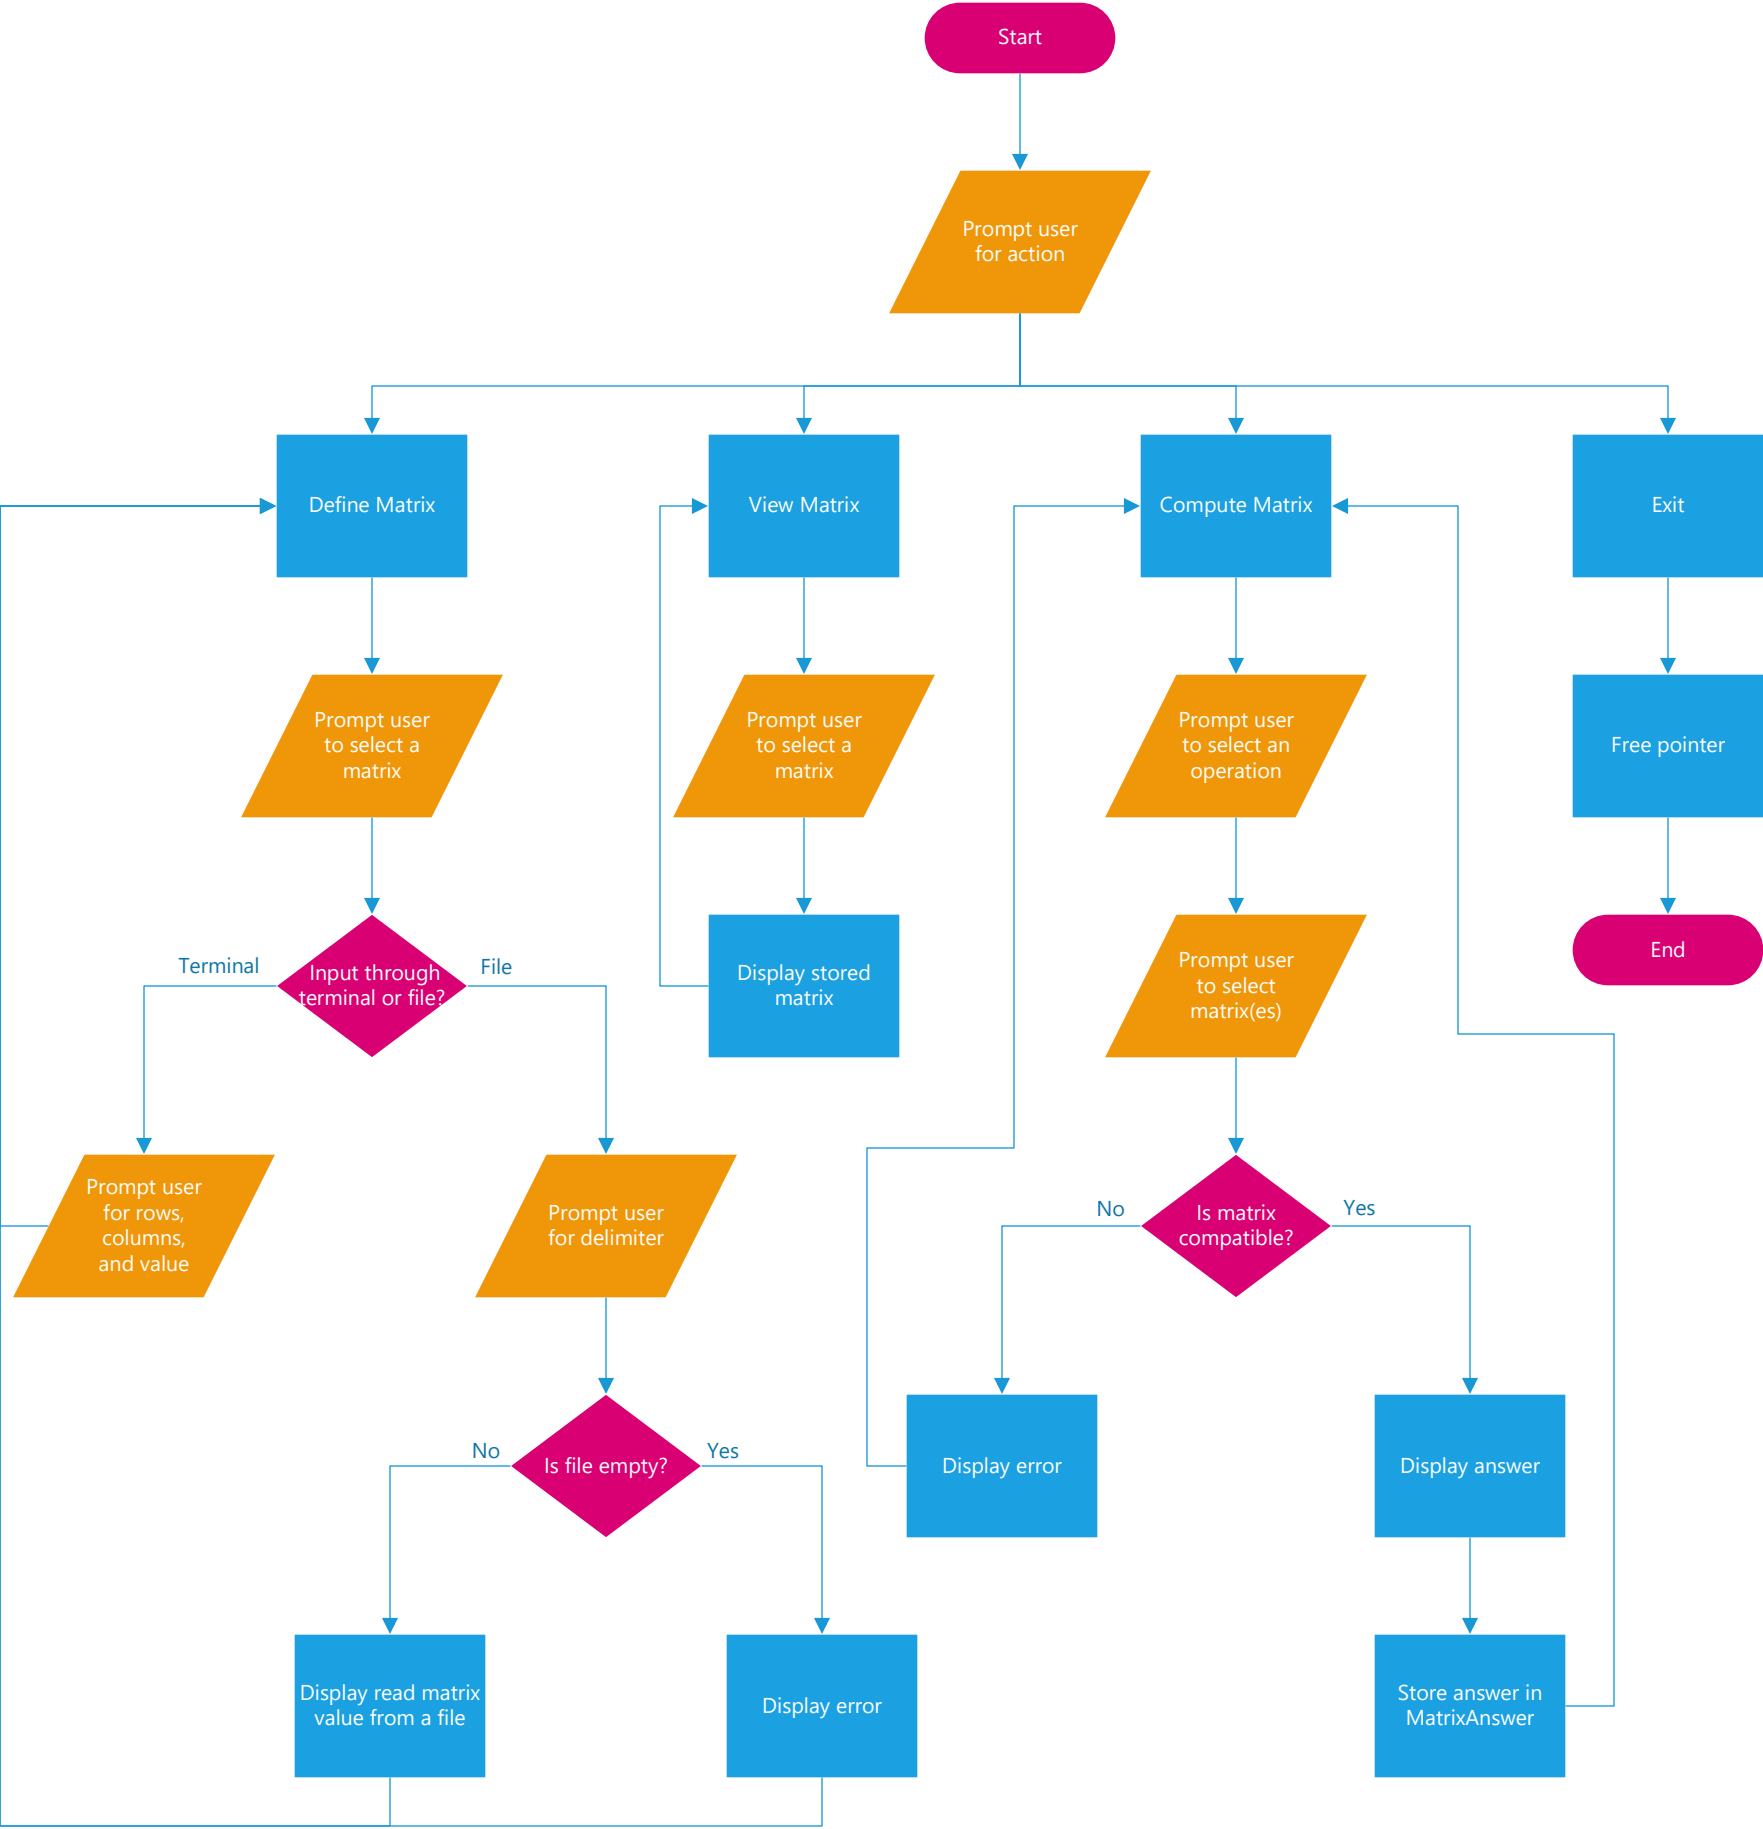 Start
Prompt user
for action
Define Matrix
View Matrix
Compute Matrix
Exit
Prompt user
to select a
matrix
Prompt user
to select a
matrix
Prompt user
to select an
operation
Free pointer
Terminal
Input through
terminal or file?
File
Display stored
matrix
Prompt user
to select
matrix(es)
End
Prompt user
for rows,
columns,
and value
Prompt user
for delimiter
No
Is matrix
compatible?
Yes
No
Is file empty?
Yes
Display error
Display answer
Display read matrix
value from a file
Display error
Store answer in
MatrixAnswer